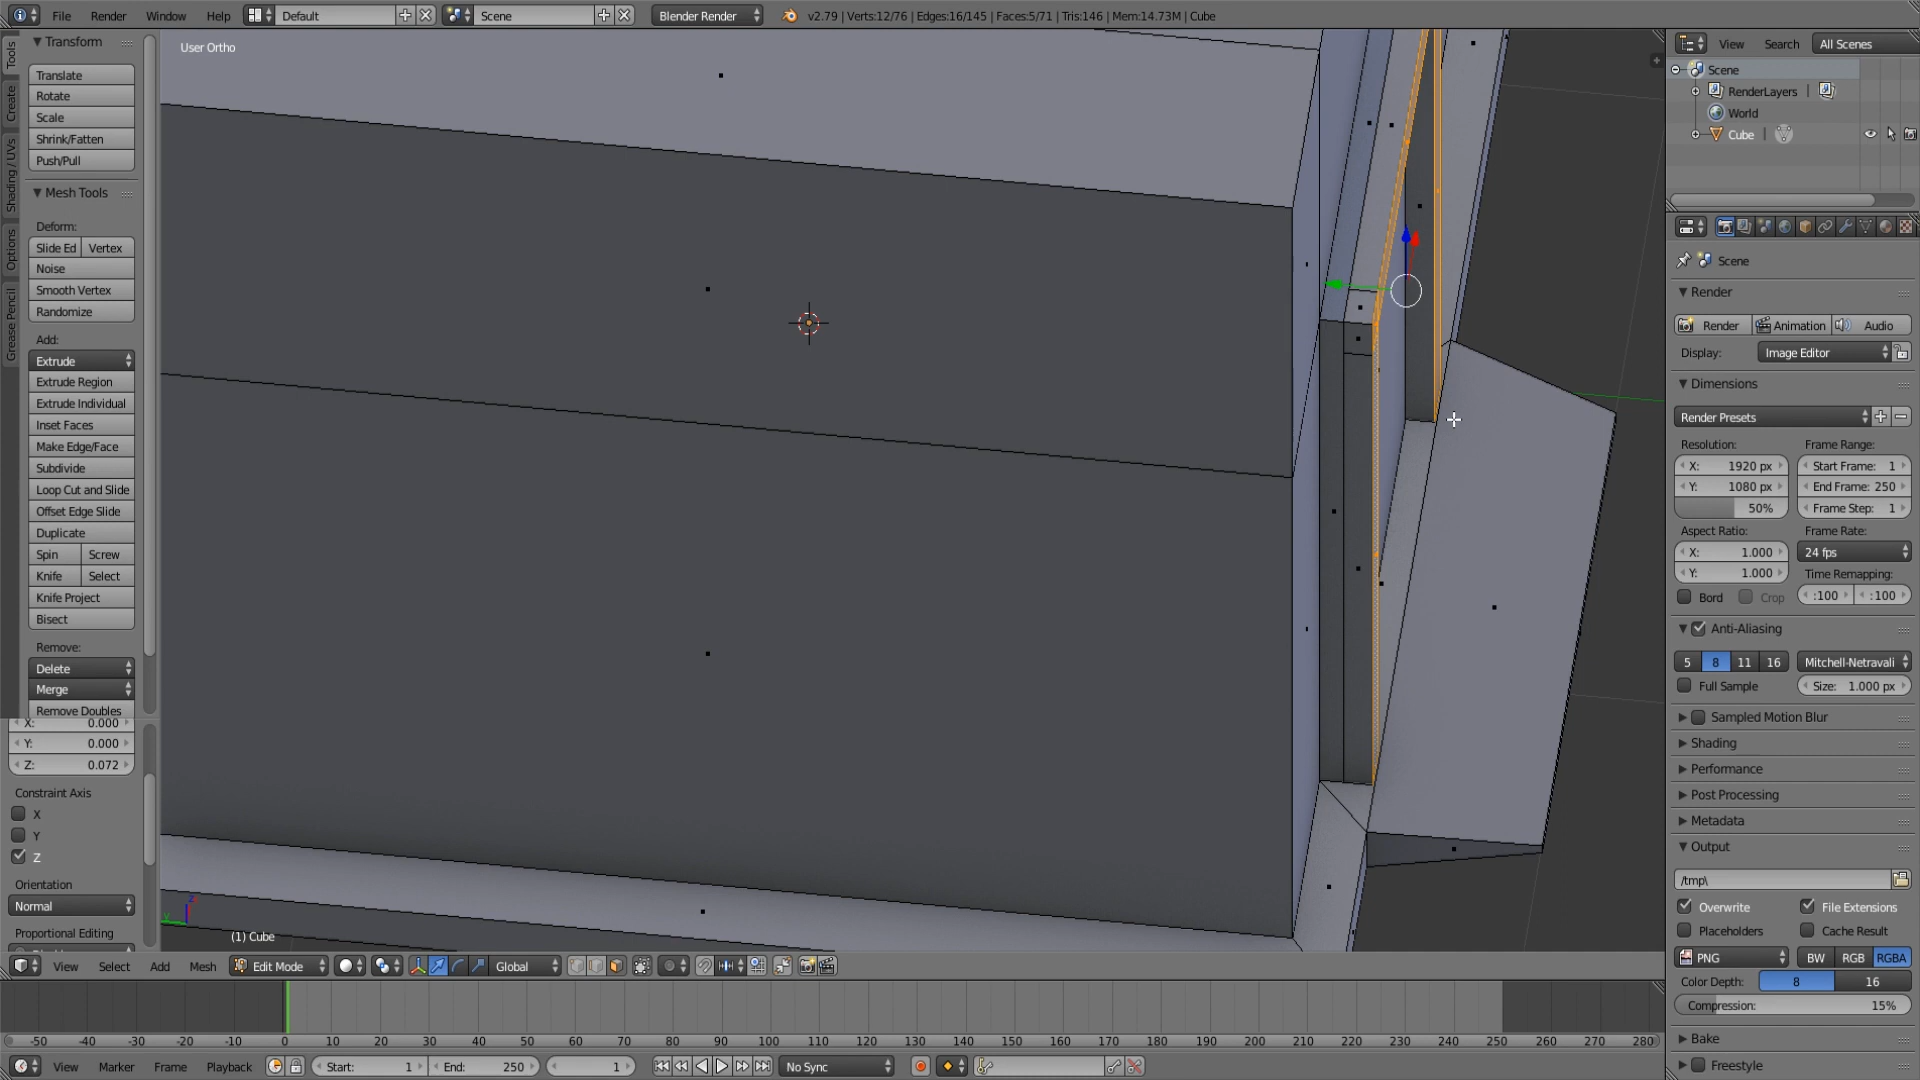 File Render Window Help Default Scene Blender Render v2.79 | Verts:12/76 | Edges:16/145 | Faces:5/71 | Tris:146 | Mem:14.73M | Cube
Tools
Create
Shading / UVs
Options
Grease Pencil
Transform
Translate
Rotate
Scale
Shrink/Fatten
Push/Pull
Mesh Tools
Deform:
Slide Ed Vertex
Noise
Smooth Vertex
Randomize
Add:
Extrude
Extrude Region
Extrude Individual
Inset Faces
Make Edge/Face
Subdivide
Loop Cut and Slide
Offset Edge Slide
Duplicate
Spin Screw
Knife Select
Knife Project
Bisect
Remove:
Delete
Merge
Remove Doubles
X: 0.000
Y: 0.000
Z: 0.072
Constraint Axis
X
Y
Z
Orientation
Normal
Proportional Editing
User Ortho
(1) Cube
View Select Add Mesh Edit Mode Global
-50 -40 -30 -20 -10 0 10 20 30 40 50 60 70 80 90 100 110 120 130 140 150 160 170 180 190 200 210 220 230 240 250 260 270 280
View Marker Frame Playback Start: 1 End: 250 1 No Sync
View Search All Scenes
Scene
RenderLayers |
World
Cube |
Scene
Render
Render Animation Audio
Display: Image Editor
Dimensions
Render Presets
Resolution: Frame Range:
X: 1920 px Start Frame: 1
Y: 1080 px End Frame: 250
50% Frame Step: 1
Aspect Ratio: Frame Rate:
X: 1.000 24 fps
Y: 1.000 Time Remapping:
Bord Crop :100 :100
Anti-Aliasing
5 8 11 16 Mitchell-Netravali
Full Sample Size: 1.000 px
Sampled Motion Blur
Shading
Performance
Post Processing
Metadata
Output
/tmp\
Overwrite File Extensions
Placeholders Cache Result
PNG BW RGB RGBA
Color Depth: 8 16
Compression: 15%
Bake
Freestyle